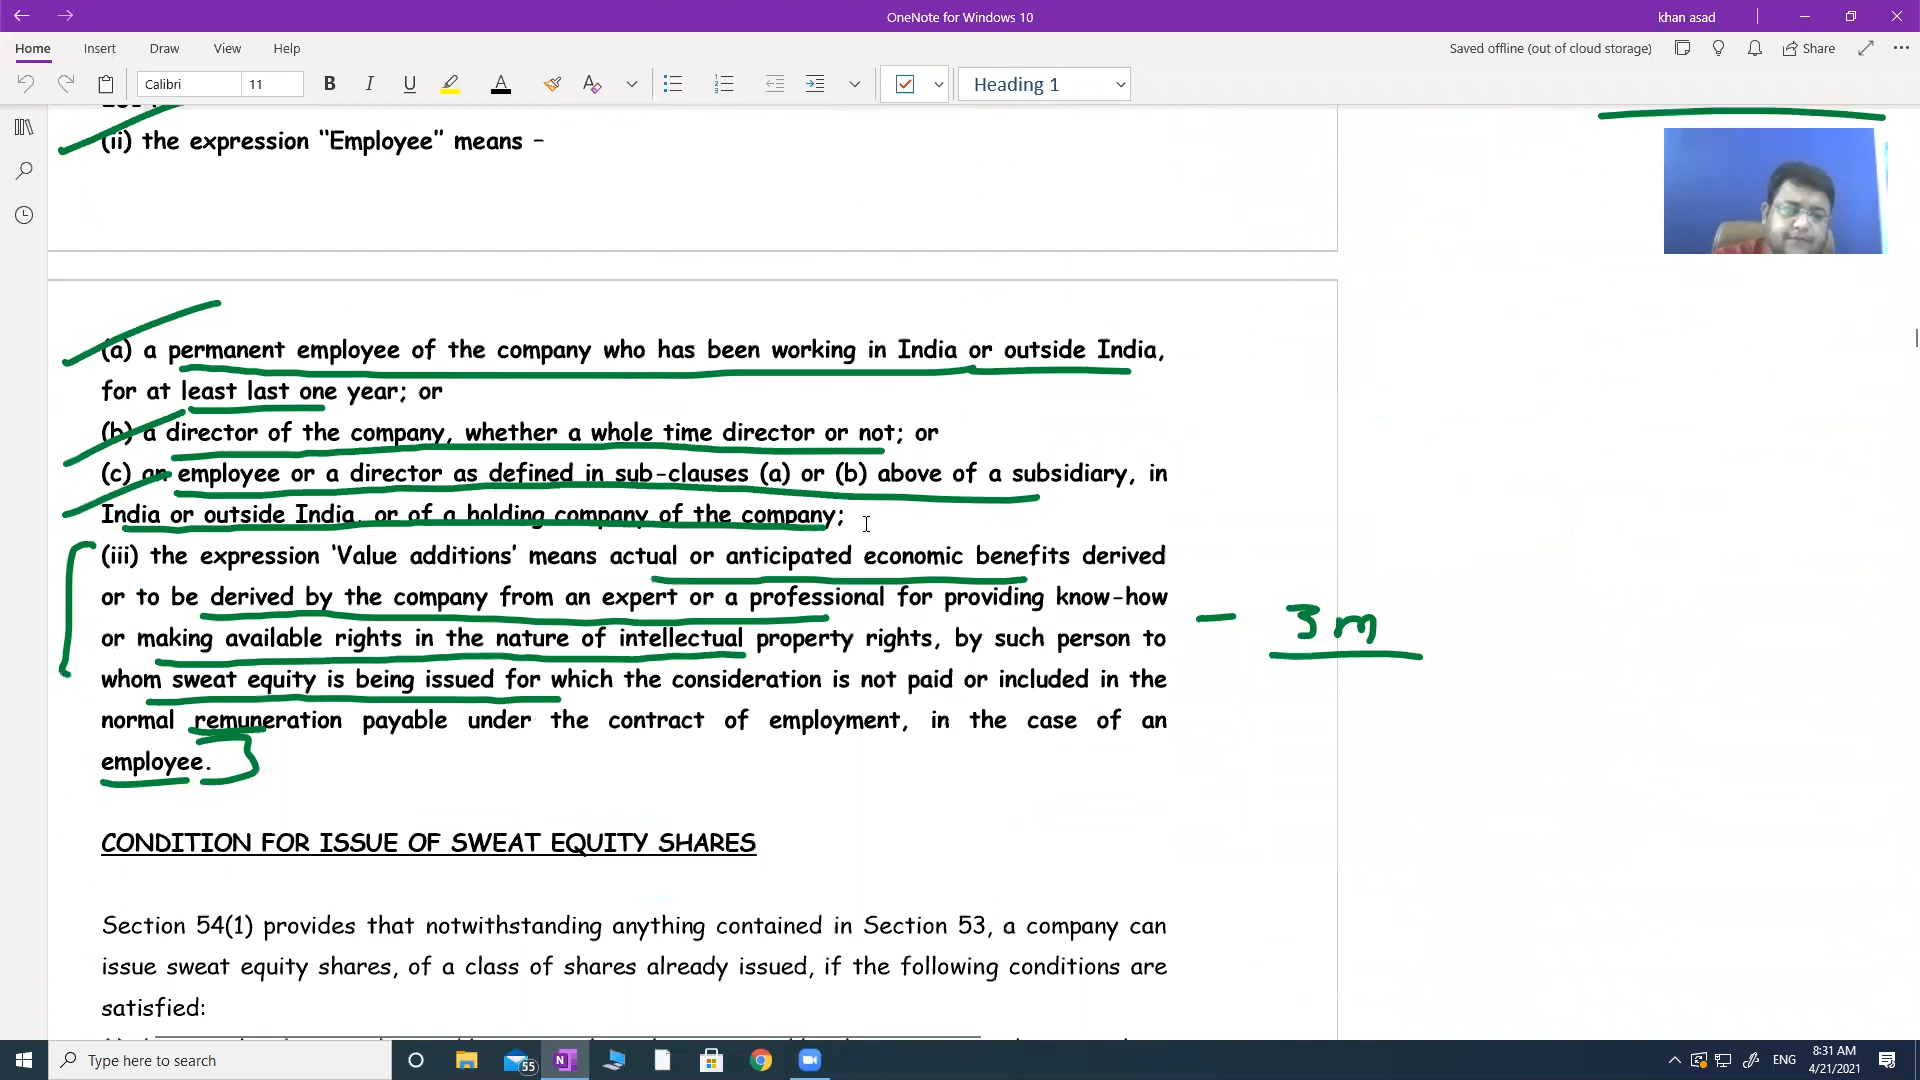 OneNote for Windows 10
khan asad
Home Insert Draw View Help
Saved offline (out of cloud storage)
Share
Calibri
11
B I U A
Heading 1
(ii) the expression “Employee” means –
(a) a permanent employee of the company who has been working in India or outside India,
for at least last one year; or
(b) a director of the company, whether a whole time director or not; or
(c) an employee or a director as defined in sub-clauses (a) or (b) above of a subsidiary, in
India or outside India, or of a holding company of the company;
(iii) the expression ‘Value additions’ means actual or anticipated economic benefits derived
or to be derived by the company from an expert or a professional for providing know-how
or making available rights in the nature of intellectual property rights, by such person to
whom sweat equity is being issued for which the consideration is not paid or included in the
normal remuneration payable under the contract of employment, in the case of an
employee.
– 3 m
CONDITION FOR ISSUE OF SWEAT EQUITY SHARES
Section 54(1) provides that notwithstanding anything contained in Section 53, a company can
issue sweat equity shares, of a class of shares already issued, if the following conditions are
satisfied:
Type here to search
55
ENG
8:31 AM
4/21/2021